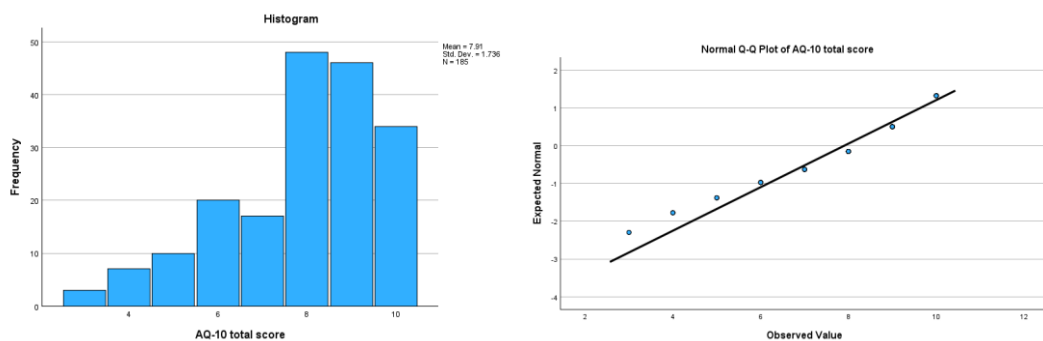 Histogram
Mean = 7.91
Std. Dev. = 1.736
N = 185
50
40
30
20
10
0
Frequency
4
6
8
10
AQ-10 total score
Normal Q-Q Plot of AQ-10 total score
2
1
0
-1
-2
-3
-4
Expected Normal
2
4
6
8
10
12
Observed Value